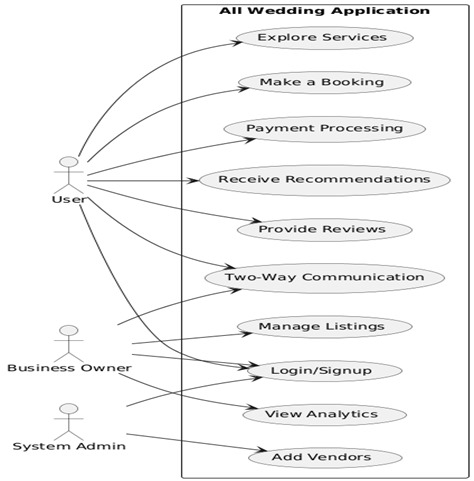 All Wedding Application
Explore Services
Make a Booking
Payment Processing
Receive Recommendations
User
Provide Reviews
Two-Way Communication
Manage Listings
Business Owner
Login/Signup
View Analytics
System Admin
Add Vendors